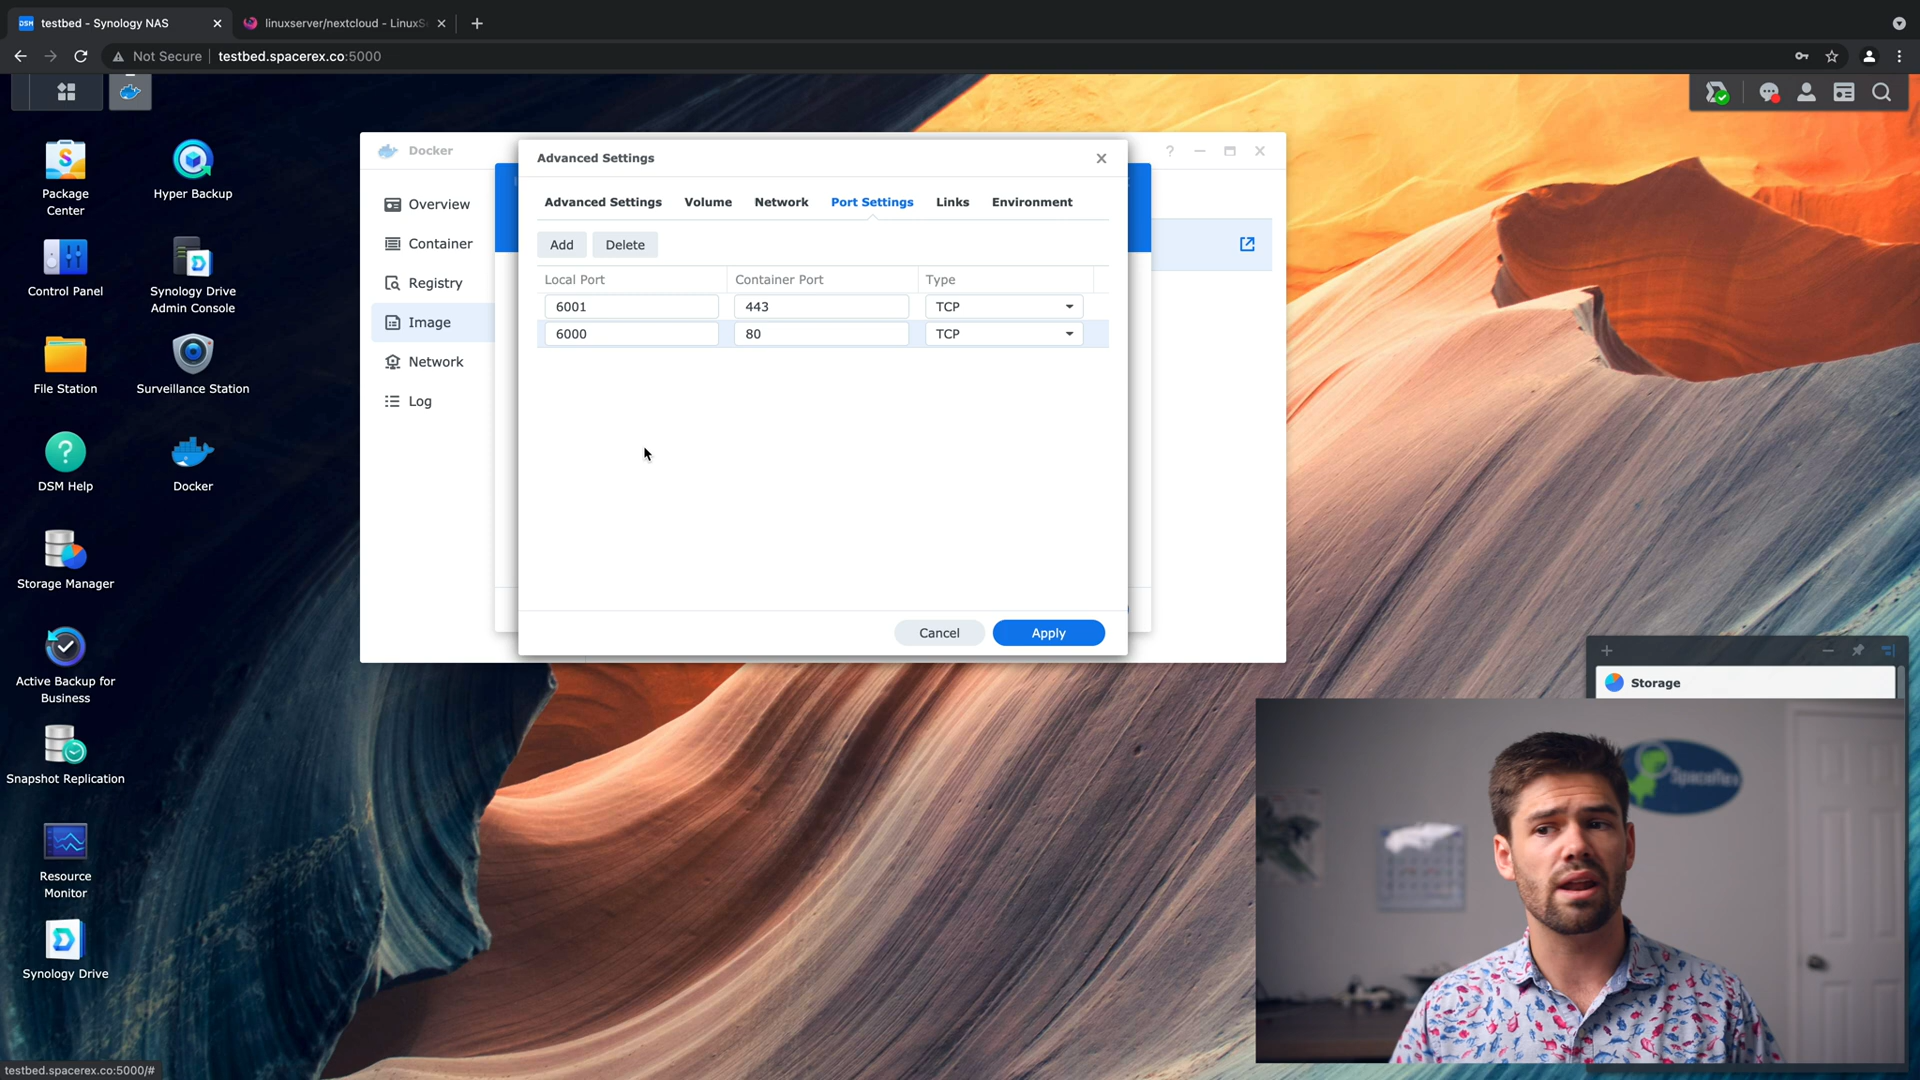 testbed - Synology NAS
linuxserver/nextcloud - LinuxS
Not Secure
testbed.spacerex.co:5000
Package
Center
Hyper Backup
Control Panel
Synology Drive
Admin Console
File Station
Surveillance Station
DSM Help
Docker
Storage Manager
Active Backup for
Business
Snapshot Replication
Resource
Monitor
Synology Drive
Docker
Overview
Container
Registry
Image
Network
Log
Advanced Settings
Advanced Settings
Volume
Network
Port Settings
Links
Environment
Add
Delete
Local Port
Container Port
Type
6001
443
TCP
6000
80
TCP
Cancel
Apply
Storage
SpaceRex
testbed.spacerex.co:5000/#